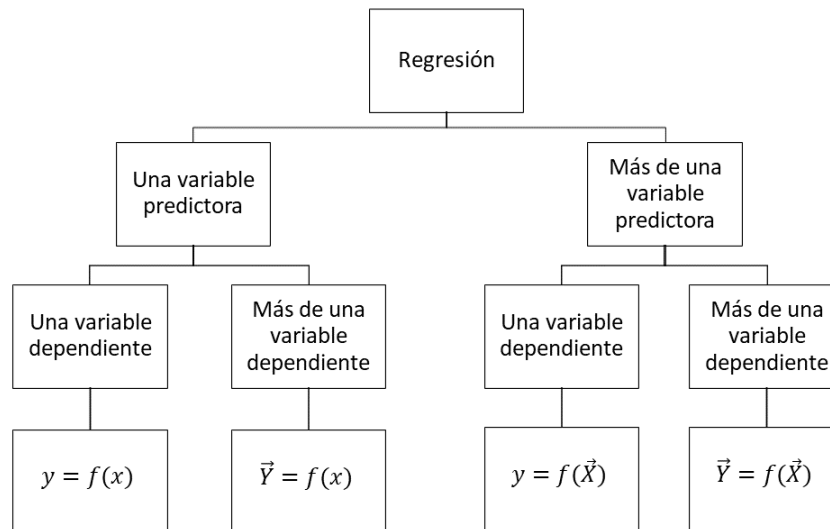 Regresión
Una variable
predictora
Más de una
variable
predictora
Una variable
dependiente
Más de una
variable
dependiente
Una variable
dependiente
Más de una
variable
dependiente
y = f(x)
Y⃗ = f(x)
y = f(X⃗)
Y⃗ = f(X⃗)